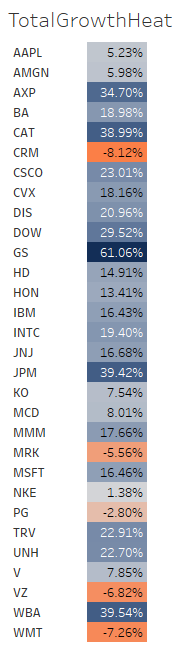 TotalGrowthHeat
AAPL 5.23%
AMGN 5.98%
AXP 34.70%
BA 18.98%
CAT 38.99%
CRM -8.12%
CSCO 23.01%
CVX 18.16%
DIS 20.96%
DOW 29.52%
GS 61.06%
HD 14.91%
HON 13.41%
IBM 16.43%
INTC 19.40%
JNJ 16.68%
JPM 39.42%
KO 7.54%
MCD 8.01%
MMM 17.66%
MRK -5.56%
MSFT 16.46%
NKE 1.38%
PG -2.80%
TRV 22.91%
UNH 22.70%
V 7.85%
VZ -6.82%
WBA 39.54%
WMT -7.26%